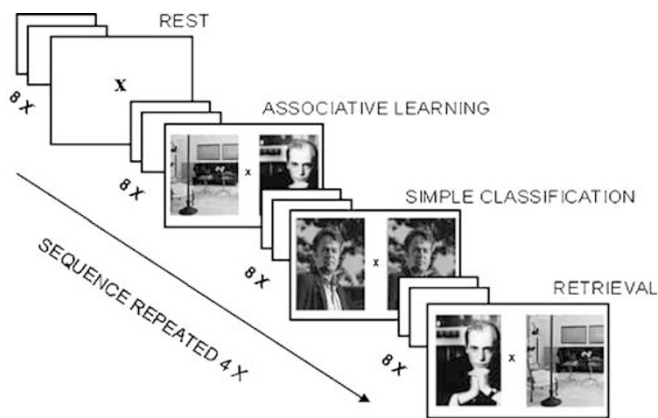 REST
X
8 X
ASSOCIATIVE LEARNING
X
8 X
SIMPLE CLASSIFICATION
X
8 X
RETRIEVAL
X
8 X
SEQUENCE REPEATED 4 X